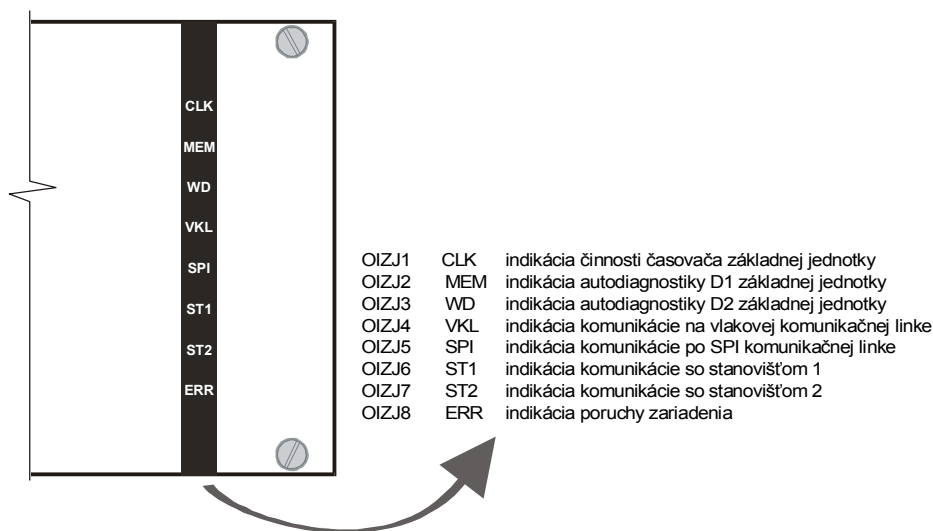 CLK
MEM
WD
VKL
SPI
ST1
ST2
ERR
OIZJ1 CLK indikácia činnosti časovača základnej jednotky
OIZJ2 MEM indikácia autodiagnostiky D1 základnej jednotky
OIZJ3 WD indikácia autodiagnostiky D2 základnej jednotky
OIZJ4 VKL indikácia komunikácie na vlakovej komunikačnej linke
OIZJ5 SPI indikácia komunikácie po SPI komunikačnej linke
OIZJ6 ST1 indikácia komunikácie so stanovišťom 1
OIZJ7 ST2 indikácia komunikácie so stanovišťom 2
OIZJ8 ERR indikácia poruchy zariadenia